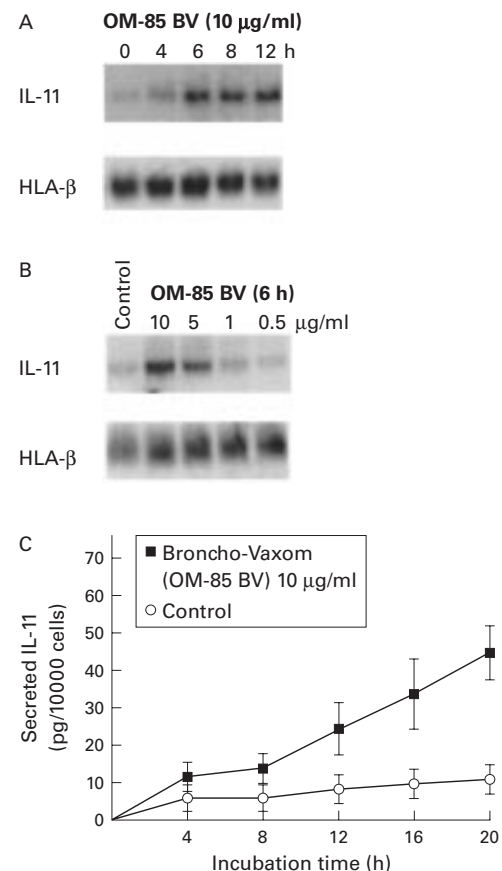 A
OM-85 BV (10 μg/ml)
0 4 6 8 12 h
IL-11
HLA-β
B
Control
OM-85 BV (6 h)
10 5 1 0.5 μg/ml
IL-11
HLA-β
C
Secreted IL-11
(pg/10000 cells)
70
60
50
40
30
20
10
0
Broncho-Vaxom
(OM-85 BV) 10 μg/ml
Control
4 8 12 16 20
Incubation time (h)